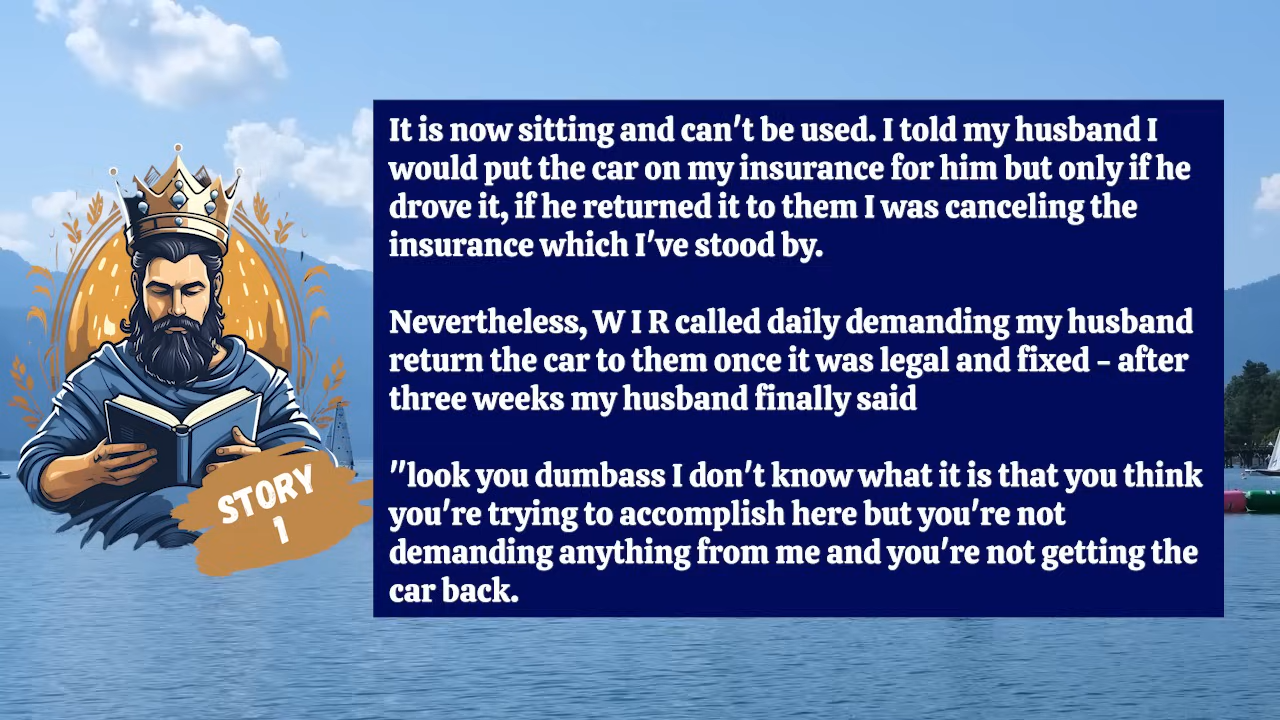 It is now sitting and can't be used. I told my husband I
would put the car on my insurance for him but only if he
drove it, if he returned it to them I was canceling the
insurance which I've stood by.
Nevertheless, W I R called daily demanding my husband
return the car to them once it was legal and fixed - after
three weeks my husband finally said
"look you dumbass I don't know what it is that you think
you're trying to accomplish here but you're not
demanding anything from me and you're not getting the
car back.
STORY
1